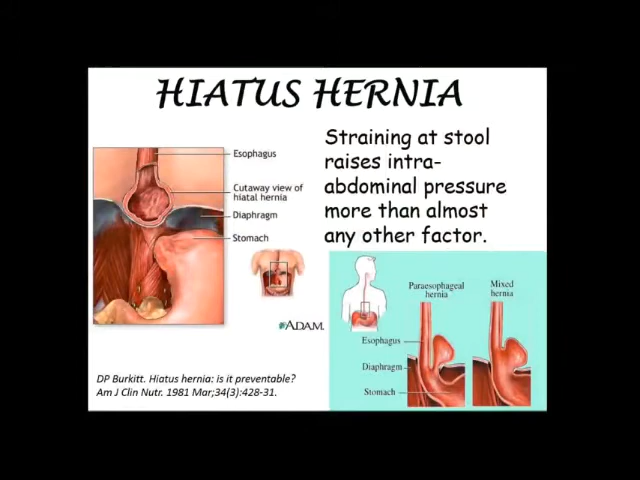 HIATUS HERNIA
Straining at stool
raises intra-
abdominal pressure
more than almost
any other factor.
Esophagus
Cutaway view of
hiatal hernia
Diaphragm
Stomach
ADAM.
Paraesophageal
hernia
Mixed
hernia
Esophagus
Diaphragm
Stomach
DP Burkitt. Hiatus hernia: is it preventable?
Am J Clin Nutr. 1981 Mar;34(3):428-31.